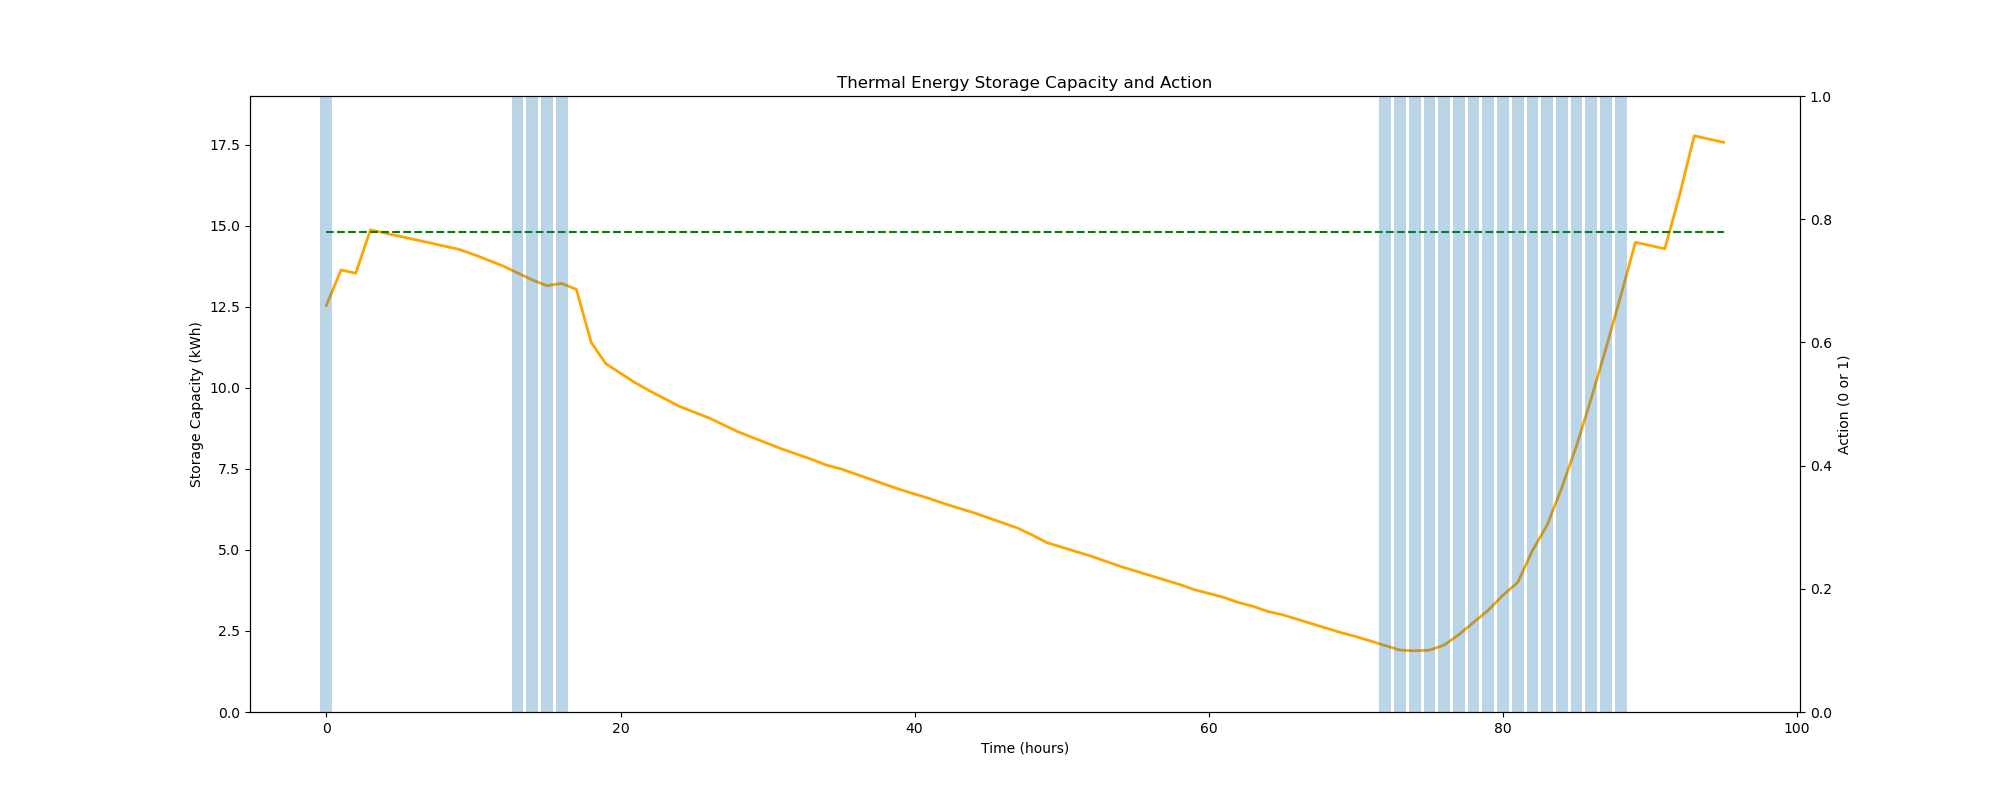 Thermal Energy Storage Capacity and Action
17.5
15.0
12.5
10.0
7.5
5.0
2.5
0.0
Storage Capacity (kWh)
1.0
0.8
0.6
0.4
0.2
0.0
Action (0 or 1)
0 20 40 60 80 100
Time (hours)